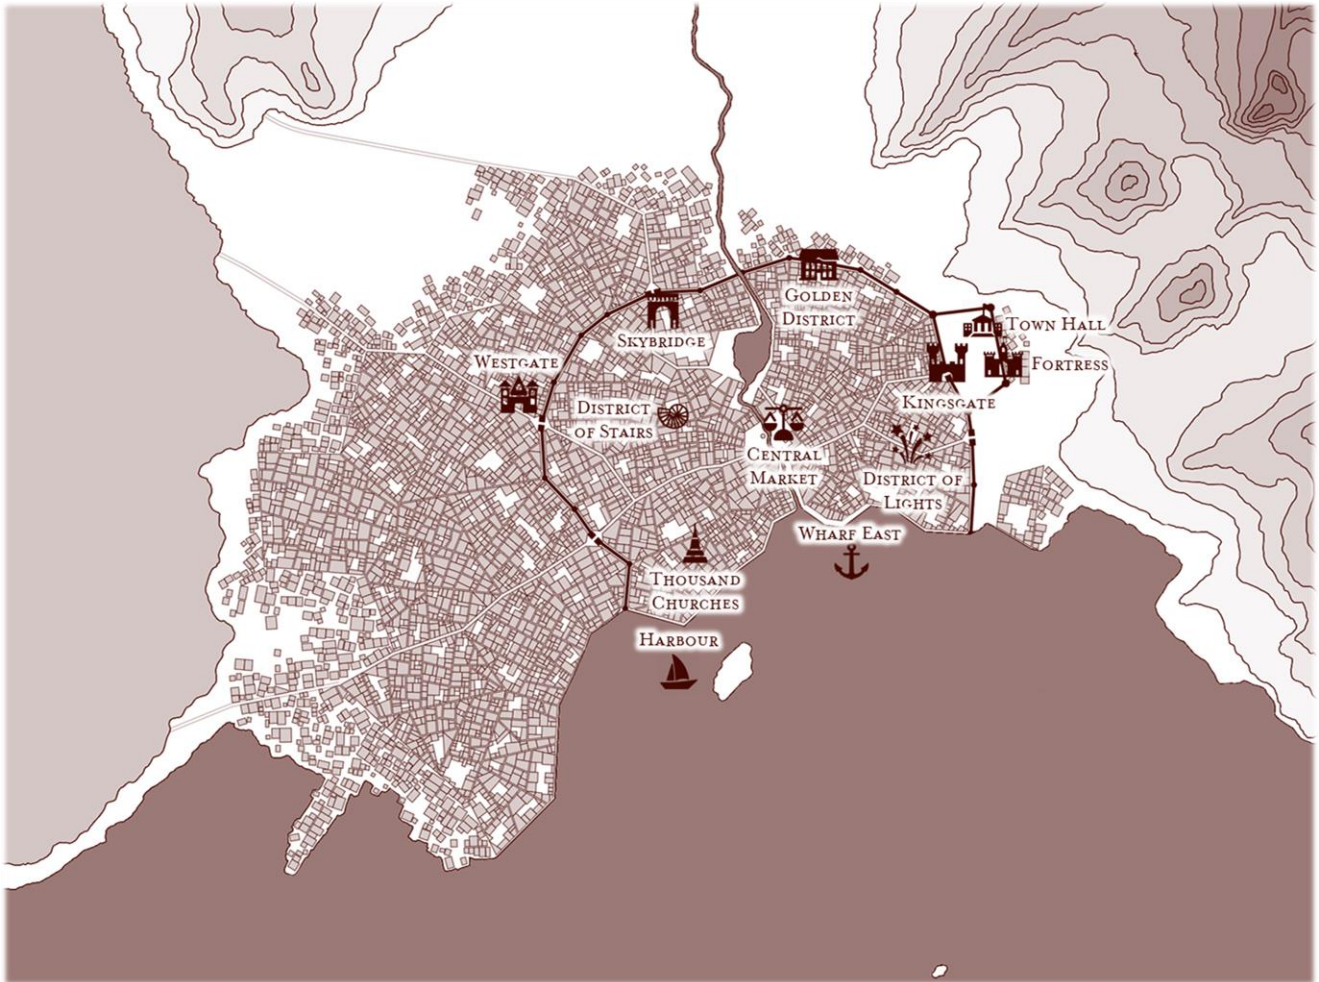 Golden
District
Town Hall
Skybridge
Westgate
Fortress
Kingsgate
District
of Stairs
Central
Market
District of
Lights
Wharf East
Thousand
Churches
Harbour